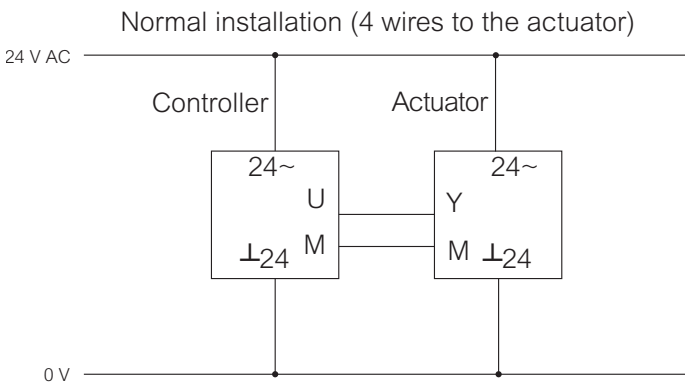 Normal installation (4 wires to the actuator)
24 V AC
Controller
Actuator
24~
24~
U
Y
M
M
⊥24
⊥24
0 V